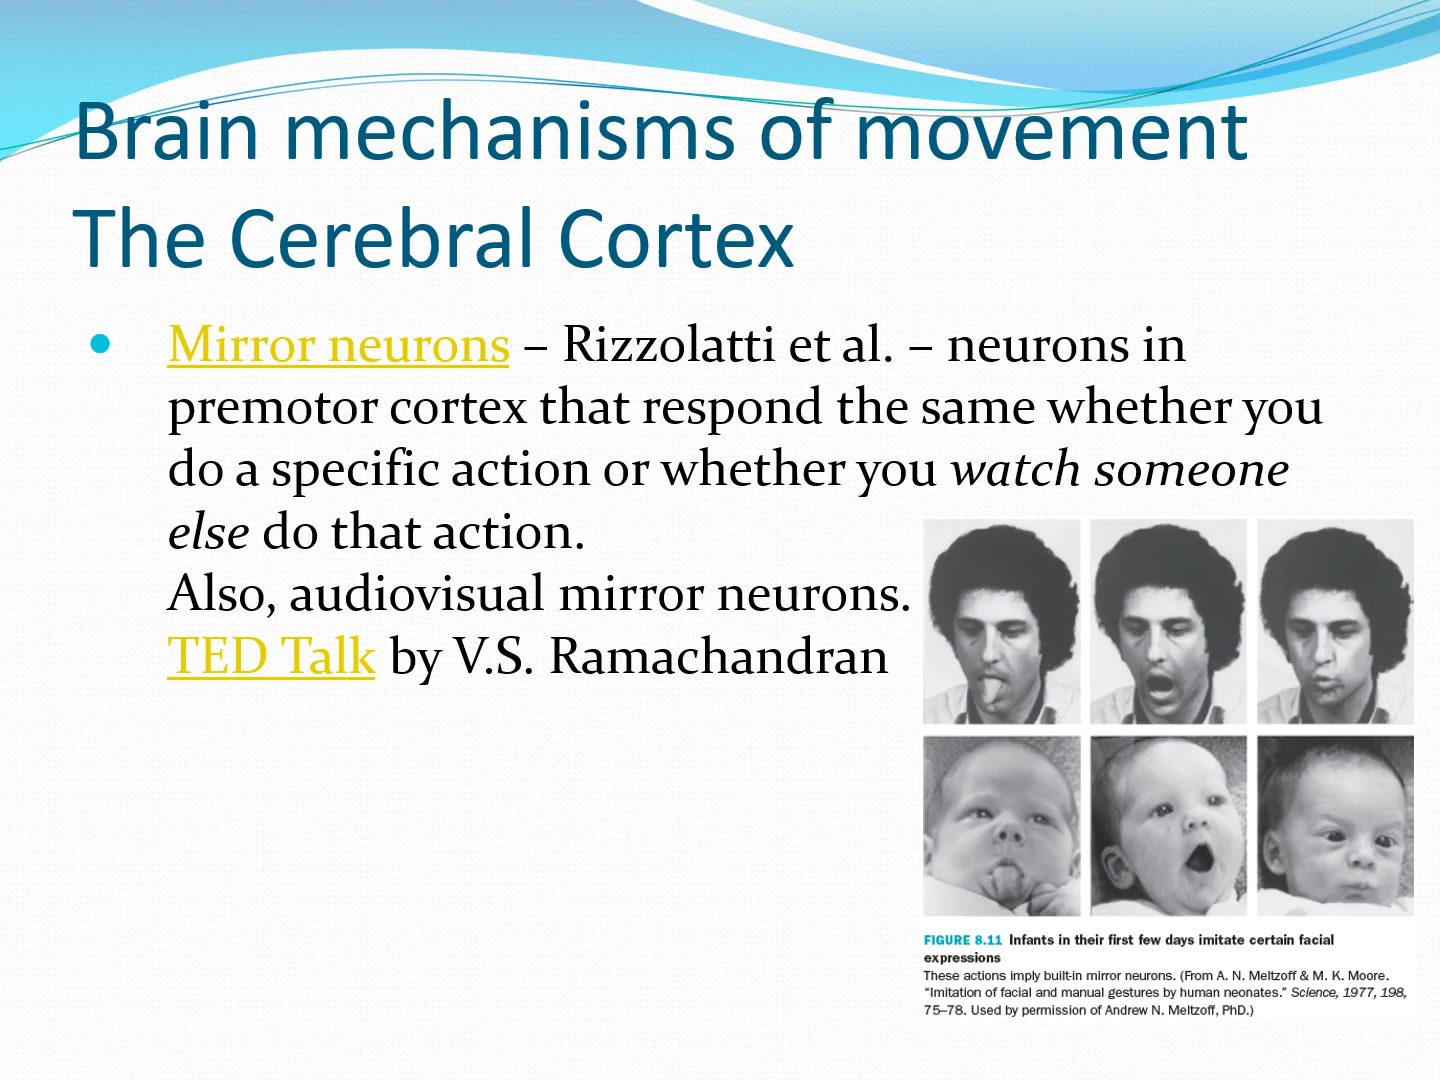 Brain mechanisms of movement
The Cerebral Cortex
• Mirror neurons – Rizzolatti et al. – neurons in
premotor cortex that respond the same whether you
do a specific action or whether you watch someone
else do that action.
Also, audiovisual mirror neurons.
TED Talk by V.S. Ramachandran
FIGURE 8.11 Infants in their first few days imitate certain facial
expressions
These actions imply built-in mirror neurons. (From A. N. Meltzoff & M. K. Moore.
“Imitation of facial and manual gestures by human neonates.” Science, 1977, 198,
75–78. Used by permission of Andrew N. Meltzoff, PhD.)